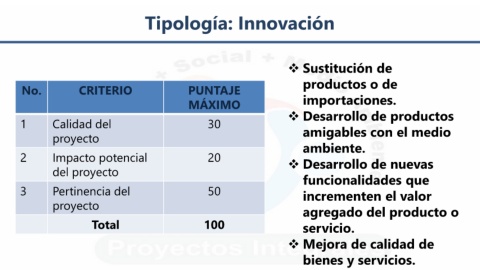 Tipología: Innovación
+ Social + M
No. CRITERIO PUNTAJE
MÁXIMO
1 Calidad del 30
proyecto
2 Impacto potencial 20
del proyecto
3 Pertinencia del 50
proyecto
Total 100
❖ Sustitución de
productos o de
importaciones.
❖ Desarrollo de productos
amigables con el medio
ambiente.
❖ Desarrollo de nuevas
funcionalidades que
incrementen el valor
agregado del producto o
servicio.
❖ Mejora de calidad de
bienes y servicios.